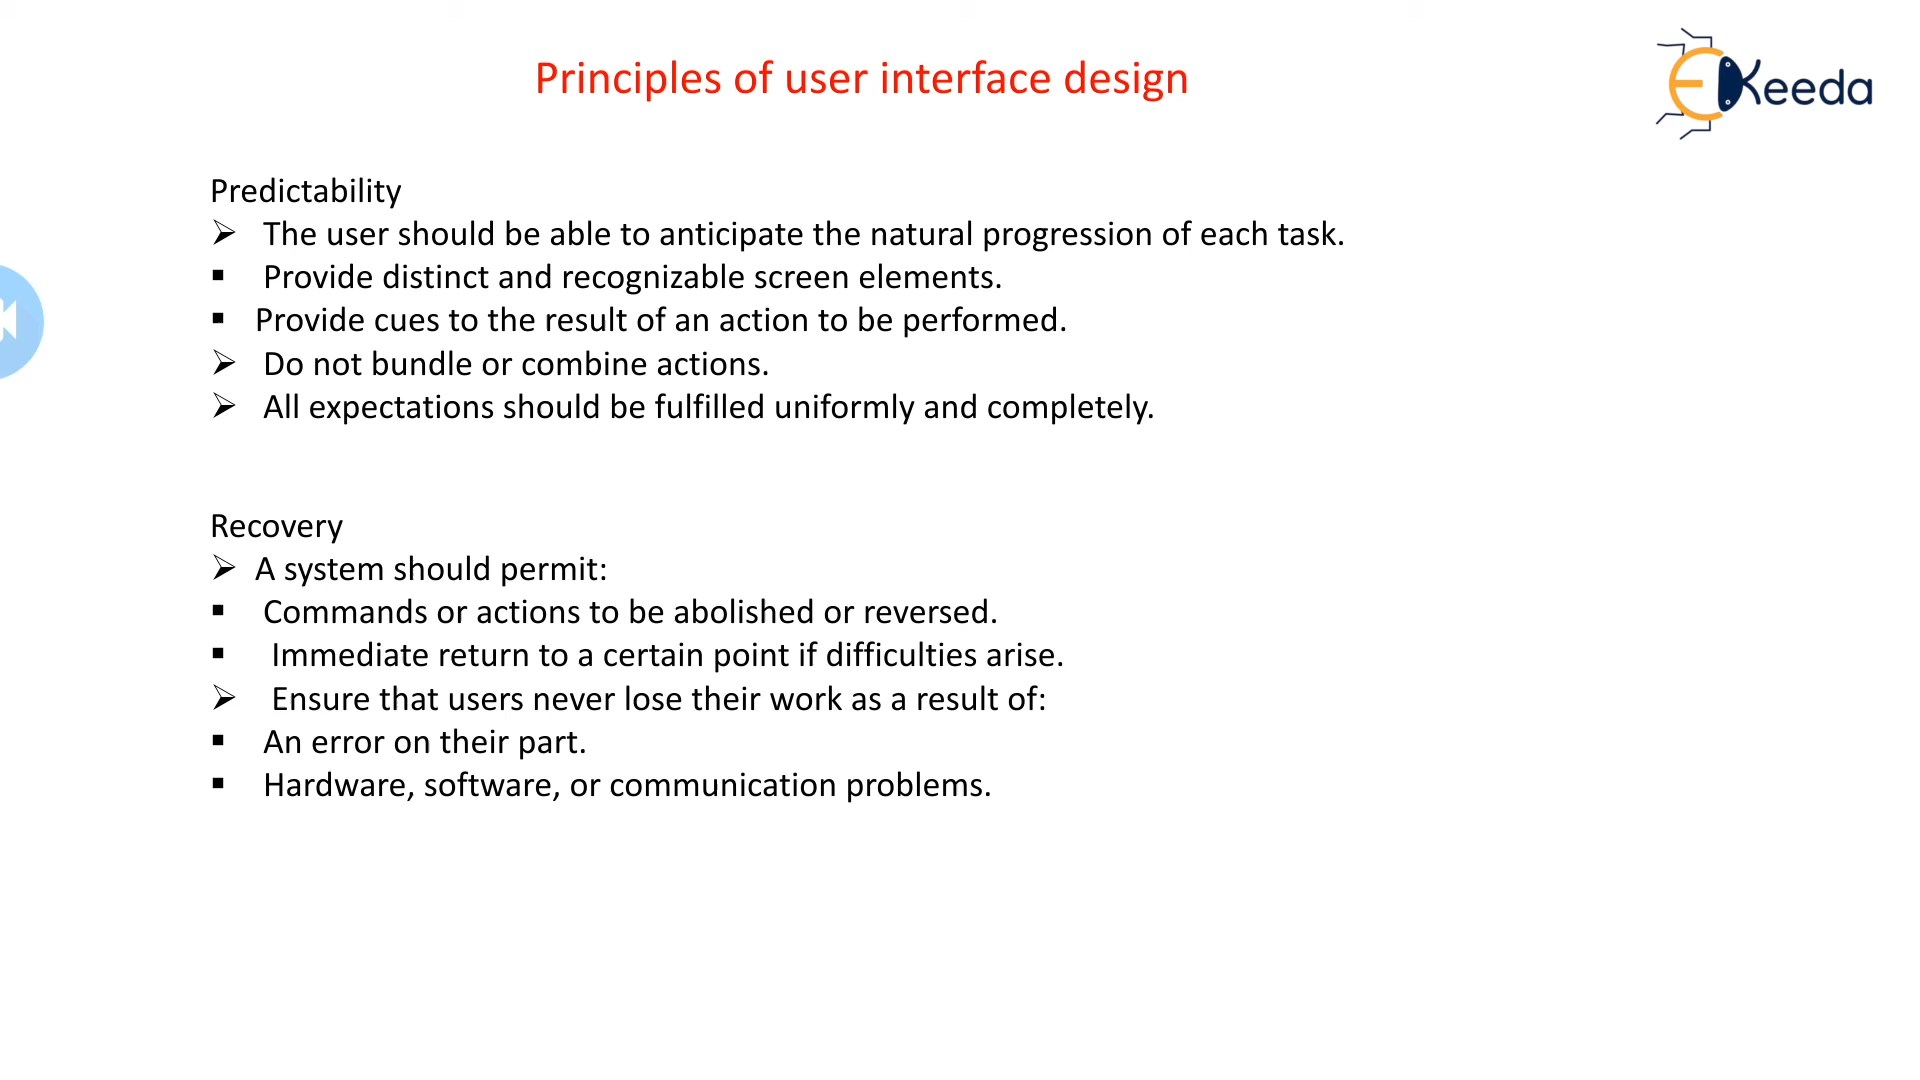 Principles of user interface design
EKeeda
Predictability
➢ The user should be able to anticipate the natural progression of each task.
▪ Provide distinct and recognizable screen elements.
▪ Provide cues to the result of an action to be performed.
➢ Do not bundle or combine actions.
➢ All expectations should be fulfilled uniformly and completely.
Recovery
➢ A system should permit:
▪ Commands or actions to be abolished or reversed.
▪ Immediate return to a certain point if difficulties arise.
➢ Ensure that users never lose their work as a result of:
▪ An error on their part.
▪ Hardware, software, or communication problems.